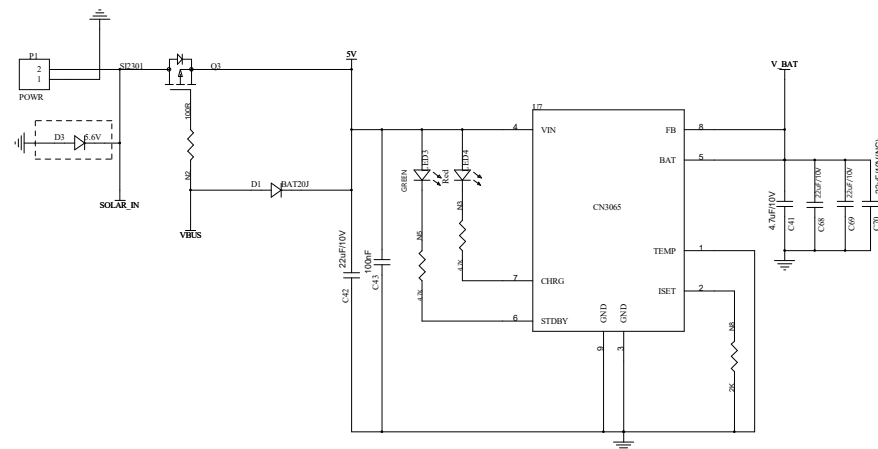 P1
2
1
POWR
SI2301
Q3
5V
V_BAT
100R
N2
D3
5.6V
SOLAR_IN
VBUS
D1
BAT20J
22uF/10V
C42
100nF
C43
GREEN
LED3
Red
LED4
N5
4.7K
N3
4.7K
U7
4
VIN
FB
8
BAT
5
CN3065
TEMP
1
7
CHRG
ISET
2
6
STDBY
GND
GND
9
3
N8
2K
4.7uF/10V
C41
22uF/10V
C68
22uF/10V
C69
C70